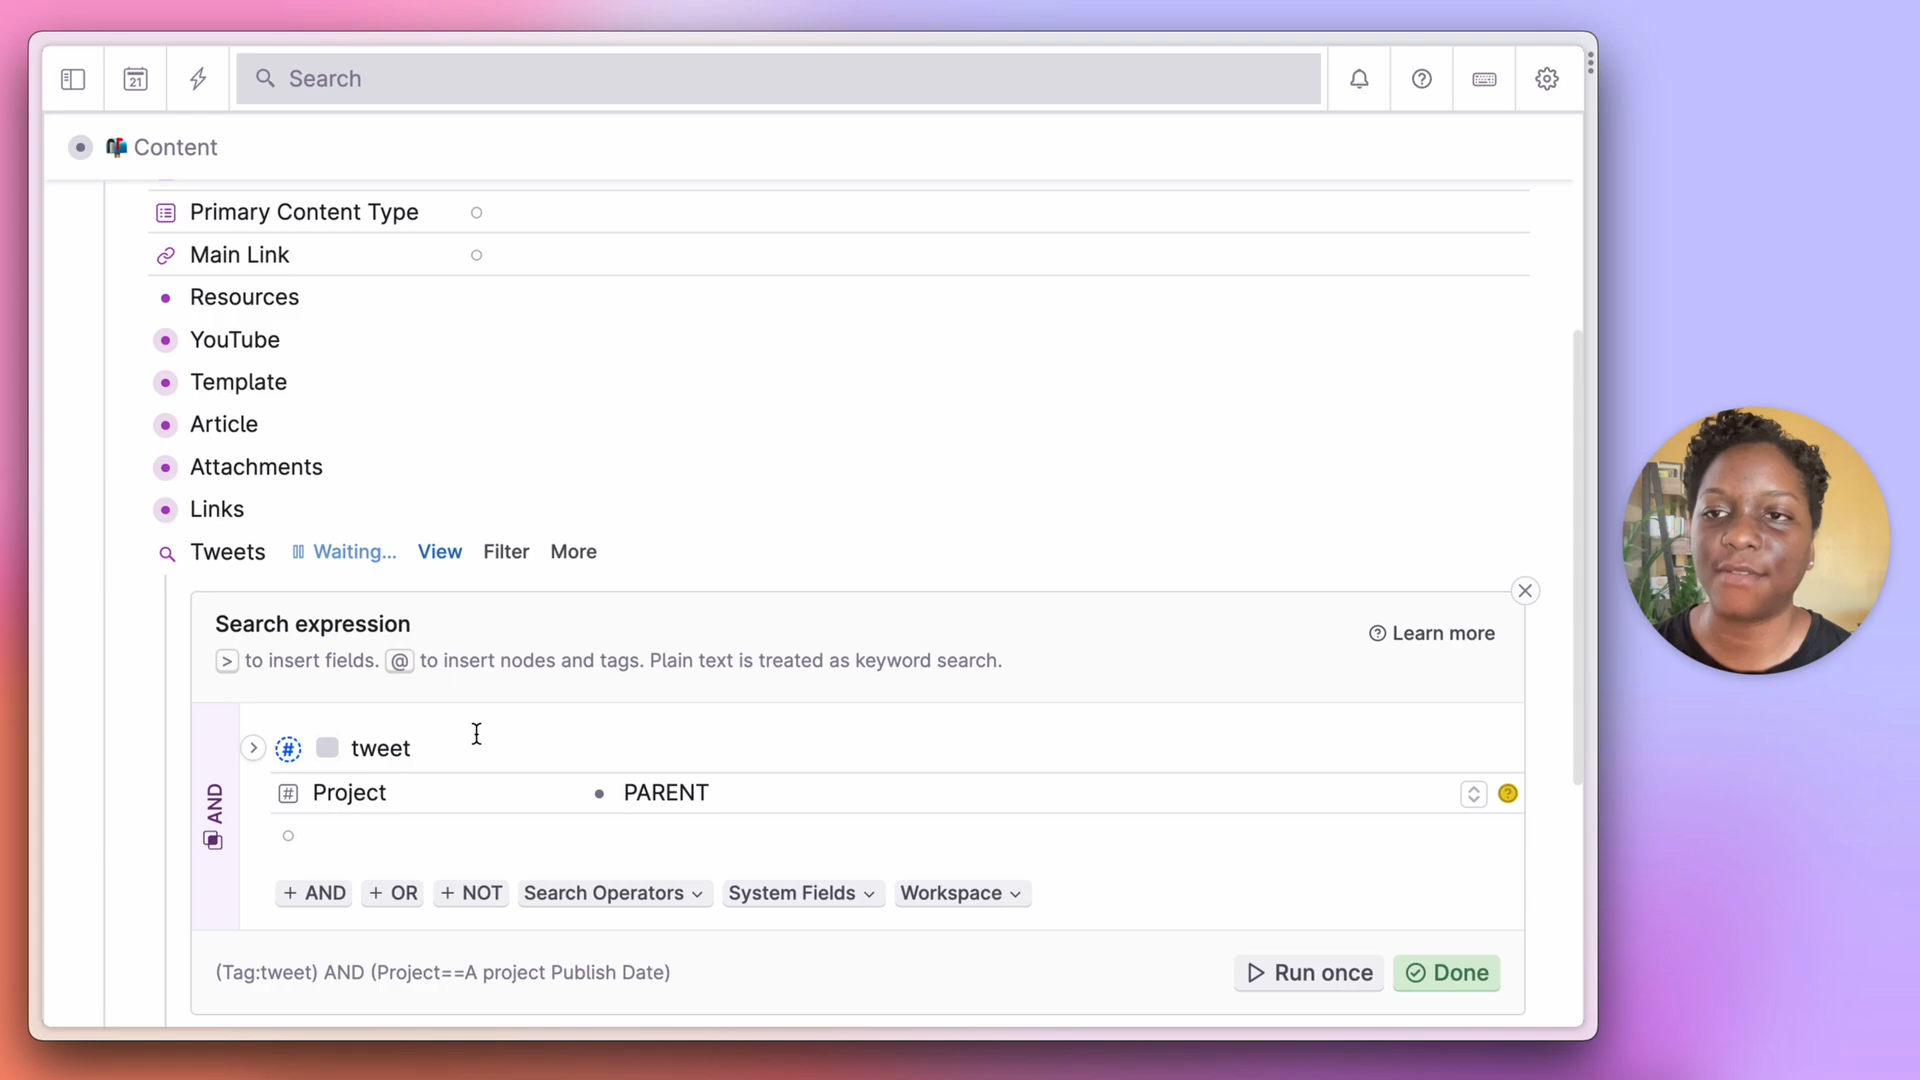 21
Search
Content
Primary Content Type
Main Link
Resources
YouTube
Template
Article
Attachments
Links
Tweets Waiting... View Filter More
Search expression
Learn more
> to insert fields. @ to insert nodes and tags. Plain text is treated as keyword search.
AND
# tweet
# Project PARENT
+ AND + OR + NOT Search Operators System Fields Workspace
(Tag:tweet) AND (Project==A project Publish Date)
Run once Done